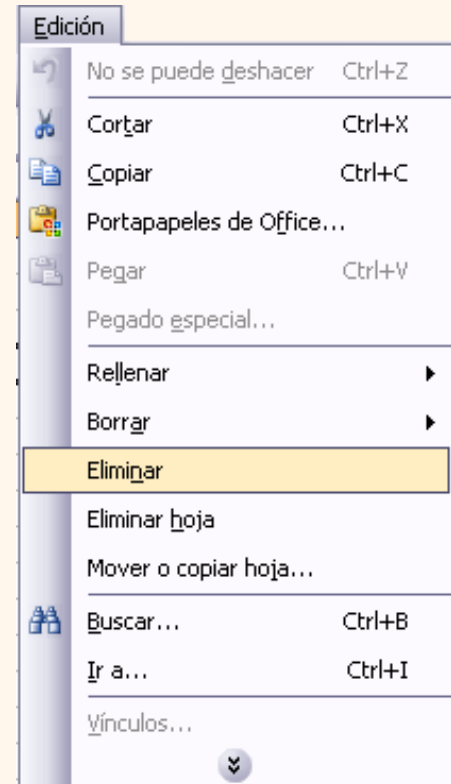 Edición
No se puede deshacer Ctrl+Z
Cortar Ctrl+X
Copiar Ctrl+C
Portapapeles de Office...
Pegar Ctrl+V
Pegado especial...
Rellenar
Borrar
Eliminar
Eliminar hoja
Mover o copiar hoja...
Buscar... Ctrl+B
Ir a... Ctrl+I
Vínculos...